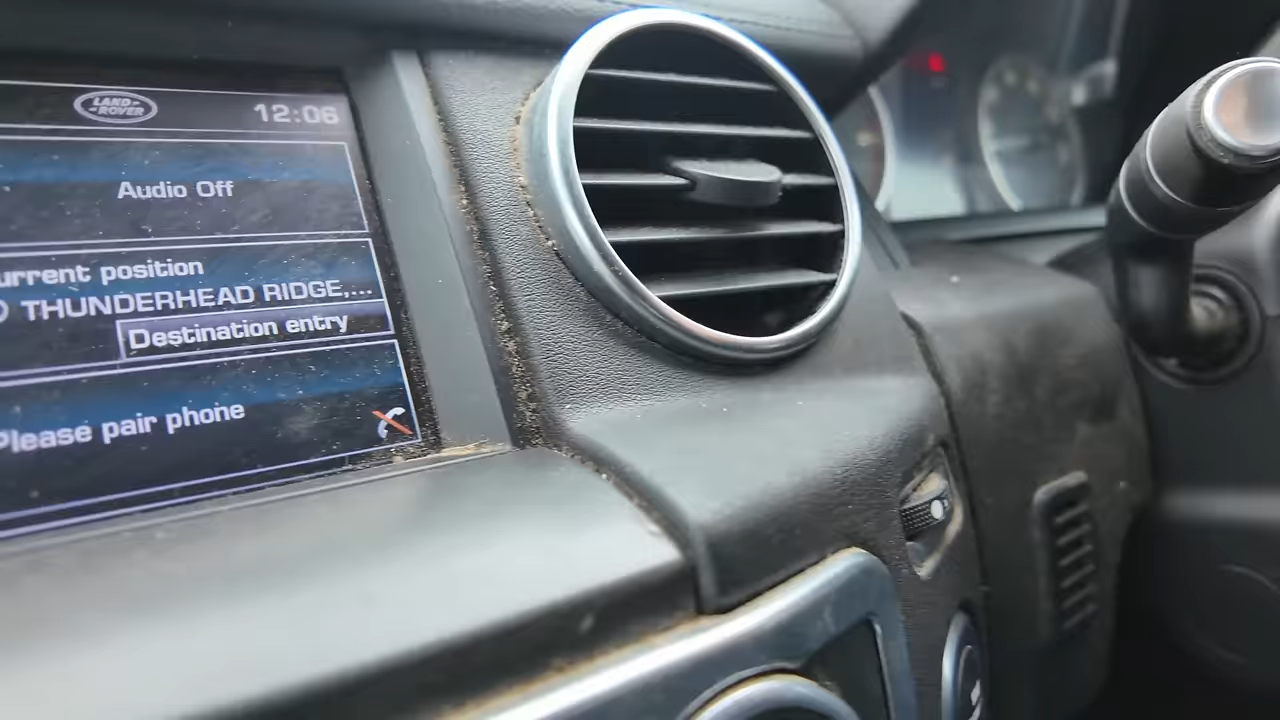 LAND-
-ROVER
12:06
Audio Off
urrent position
THUNDERHEAD RIDGE,...
Destination entry
Please pair phone